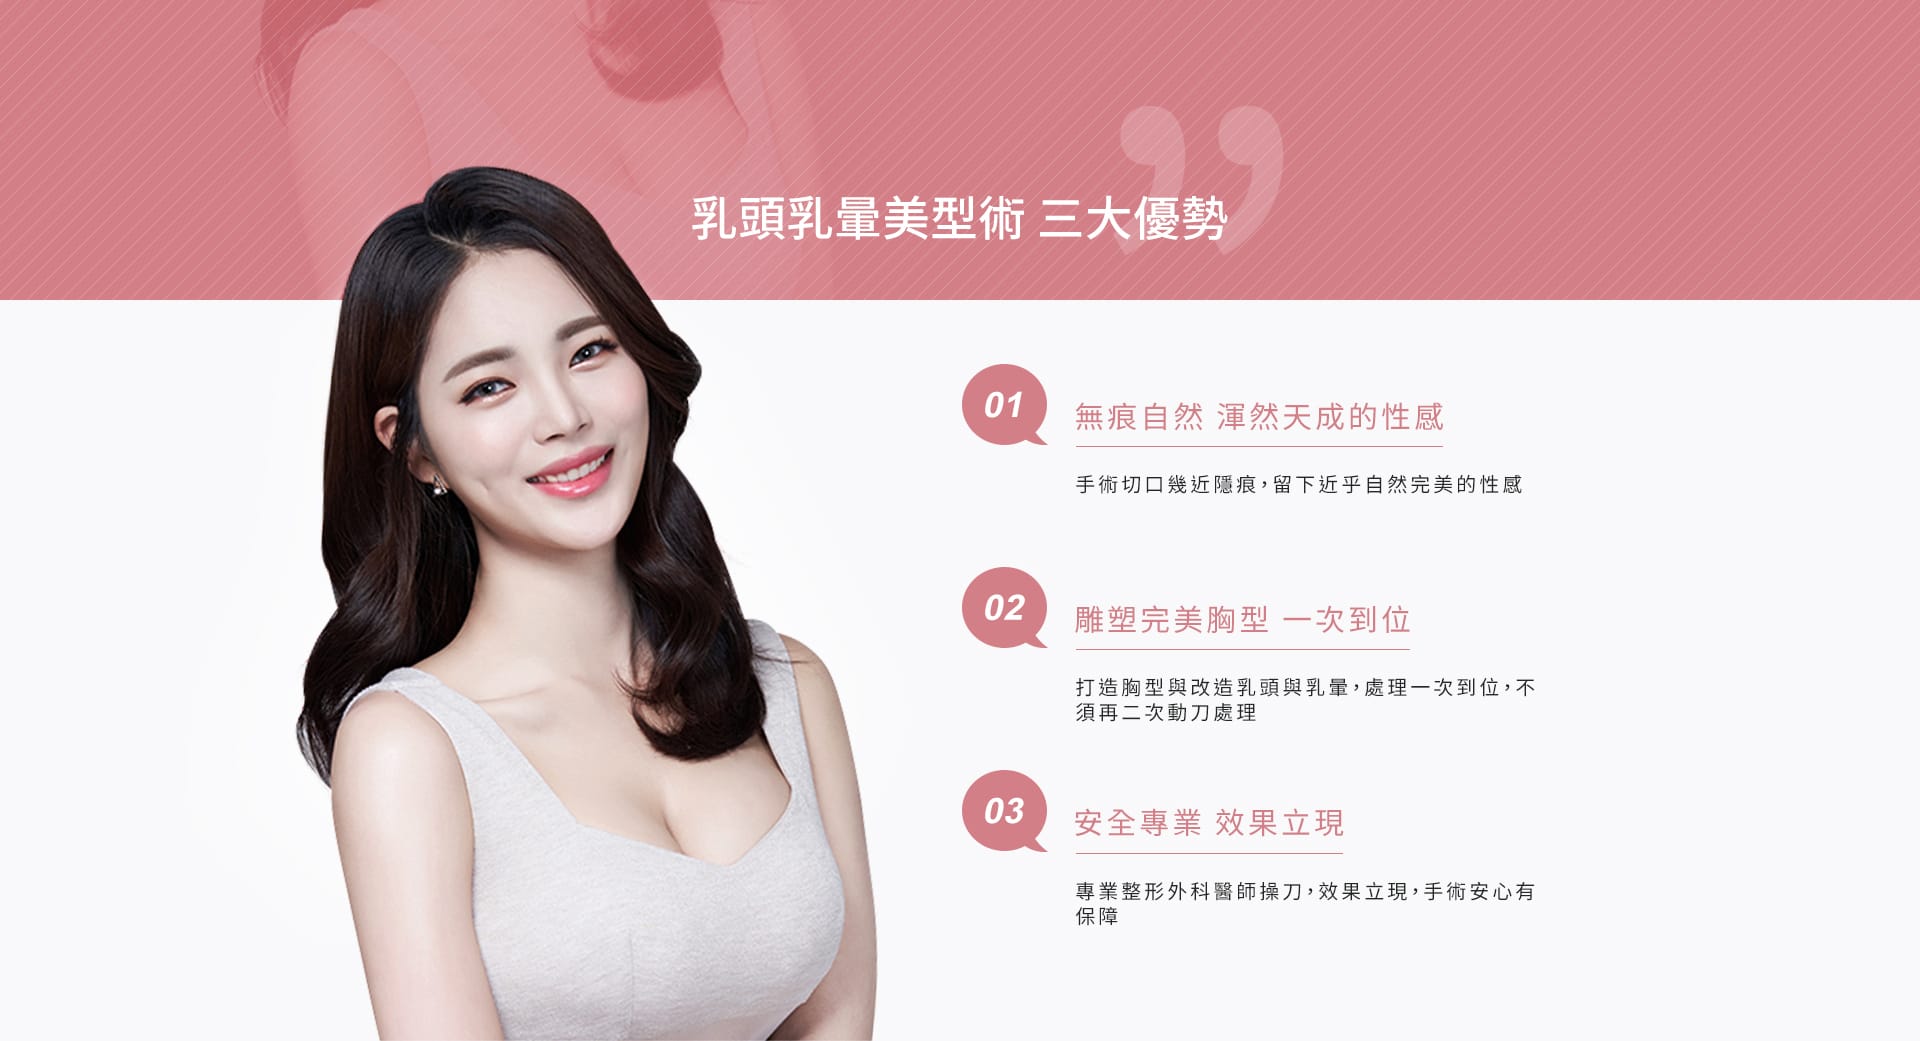 乳頭乳暈美型術 三大優勢
01
無痕自然 渾然天成的性感
手術切口幾近隱痕，留下近乎自然完美的性感
02
雕塑完美胸型 一次到位
打造胸型與改造乳頭與乳暈，處理一次到位，不
須再二次動刀處理
03
安全專業 效果立現
專業整形外科醫師操刀，效果立現，手術安心有
保障